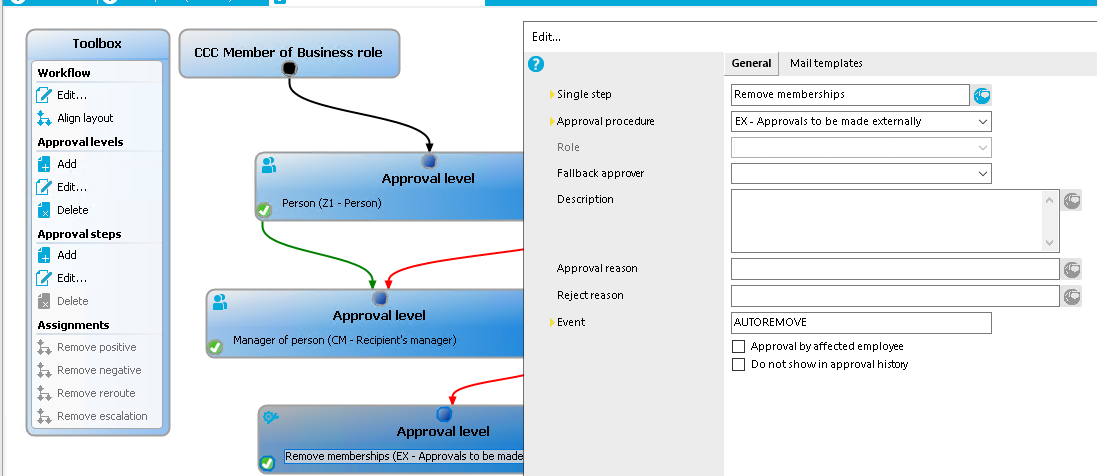 Toolbox
Workflow
Edit...
Align layout
Approval levels
Add
Edit...
Delete
Approval steps
Add
Edit...
Delete
Assignments
Remove positive
Remove negative
Remove reroute
Remove escalation
CCC Member of Business role
Approval level
Person (Z1 - Person)
Approval level
Manager of person (CM - Recipient's manager)
Approval level
Remove memberships (EX - Approvals to be made
Edit...
General
Mail templates
Single step
Remove memberships
Approval procedure
EX - Approvals to be made externally
Role
Fallback approver
Description
Approval reason
Reject reason
Event
AUTOREMOVE
Approval by affected employee
Do not show in approval history